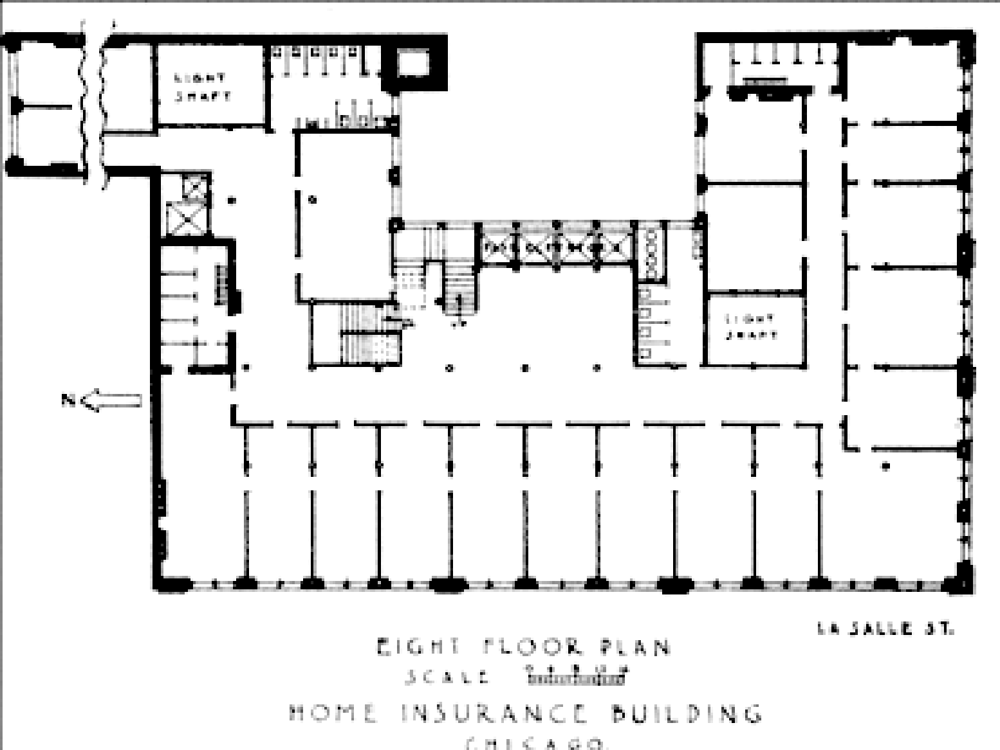 LIGHT
SHAFT
LIGHT
SHAFT
N
LA SALLE ST.
EIGHT FLOOR PLAN
SCALE
HOME INSURANCE BUILDING
CHICAGO.